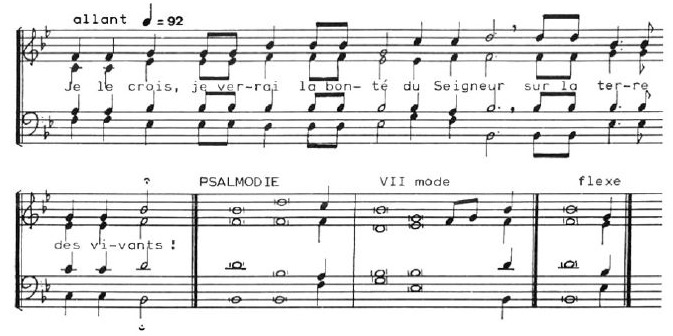 allant ♩=92
Je le crois, je ver-rai la bon-té du Seigneur sur la ter-re
PSALMODIE VII mode flexe
des vi-vants !